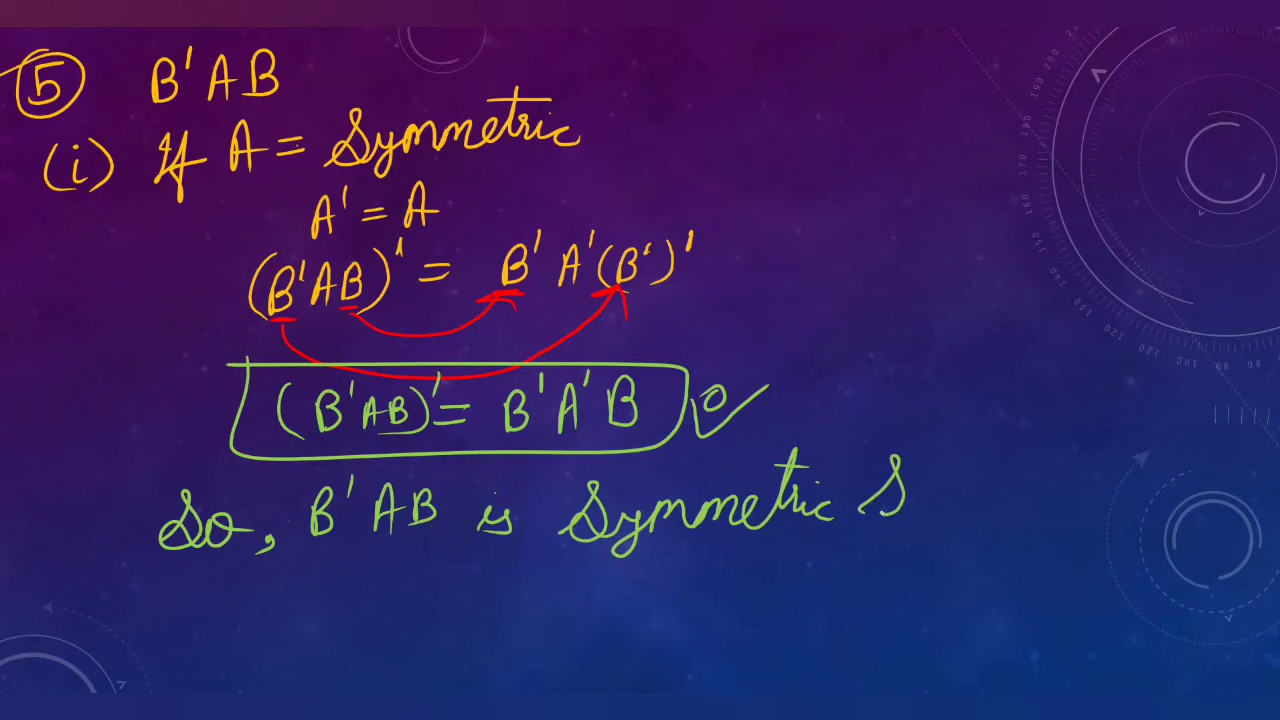 5 B'AB
(i) If A = Symmetric
A' = A
(B'AB)' = B' A' (B')'
(B'AB)' = B'A'B
So, B'AB is Symmetric S